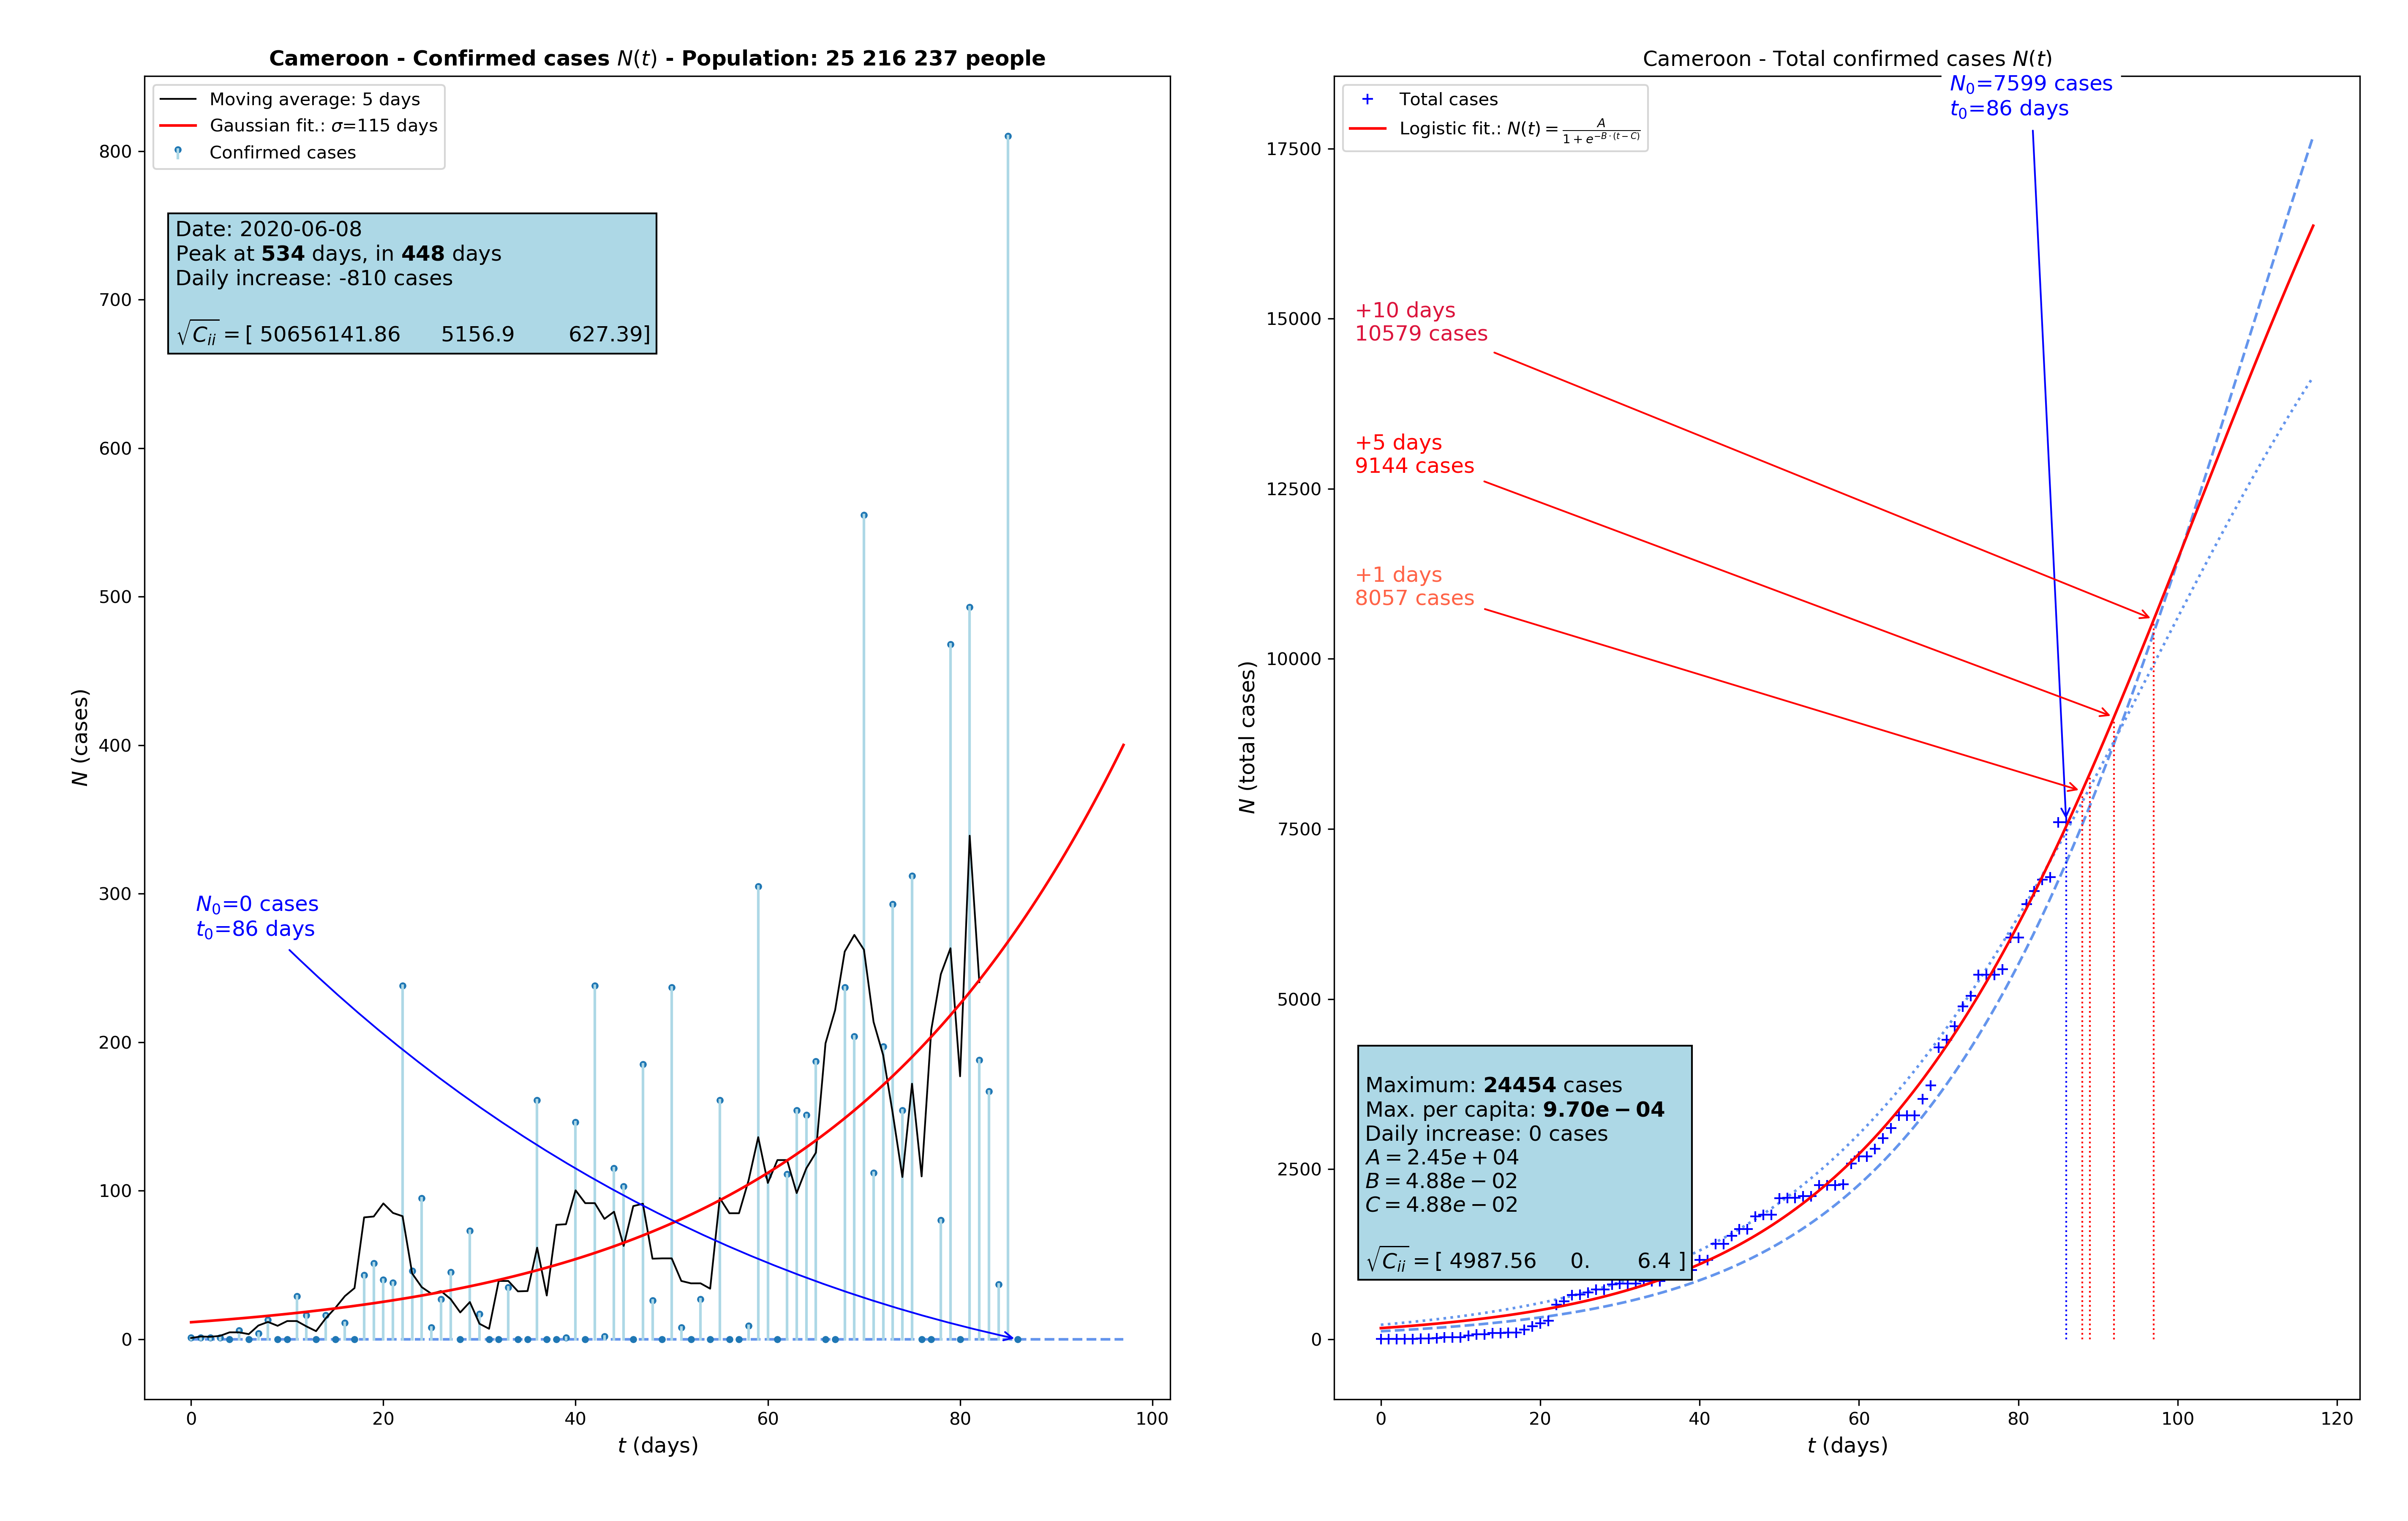 Cameroon - Confirmed cases N(t) - Population: 25 216 237 people
Moving average: 5 days
Gaussian fit.: σ=115 days
Confirmed cases
Date: 2020-06-08
Peak at 534 days, in 448 days
Daily increase: -810 cases
√C_ii = [ 50656141.86 5156.9 627.39]
N_0=0 cases
t_0=86 days
800
700
600
500
400
300
200
100
0
N (cases)
0 20 40 60 80 100
t (days)
Cameroon - Total confirmed cases N(t)
N_0=7599 cases
t_0=86 days
Total cases
Logistic fit.: N(t) = A / (1 + e^{-B·(t-C)})
+10 days
10579 cases
+5 days
9144 cases
+1 days
8057 cases
Maximum: 24454 cases
Max. per capita: 9.70e − 04
Daily increase: 0 cases
A = 2.45e + 04
B = 4.88e − 02
C = 4.88e − 02
√C_ii = [ 4987.56 0. 6.4 ]
17500
15000
12500
10000
7500
5000
2500
0
N (total cases)
0 20 40 60 80 100 120
t (days)